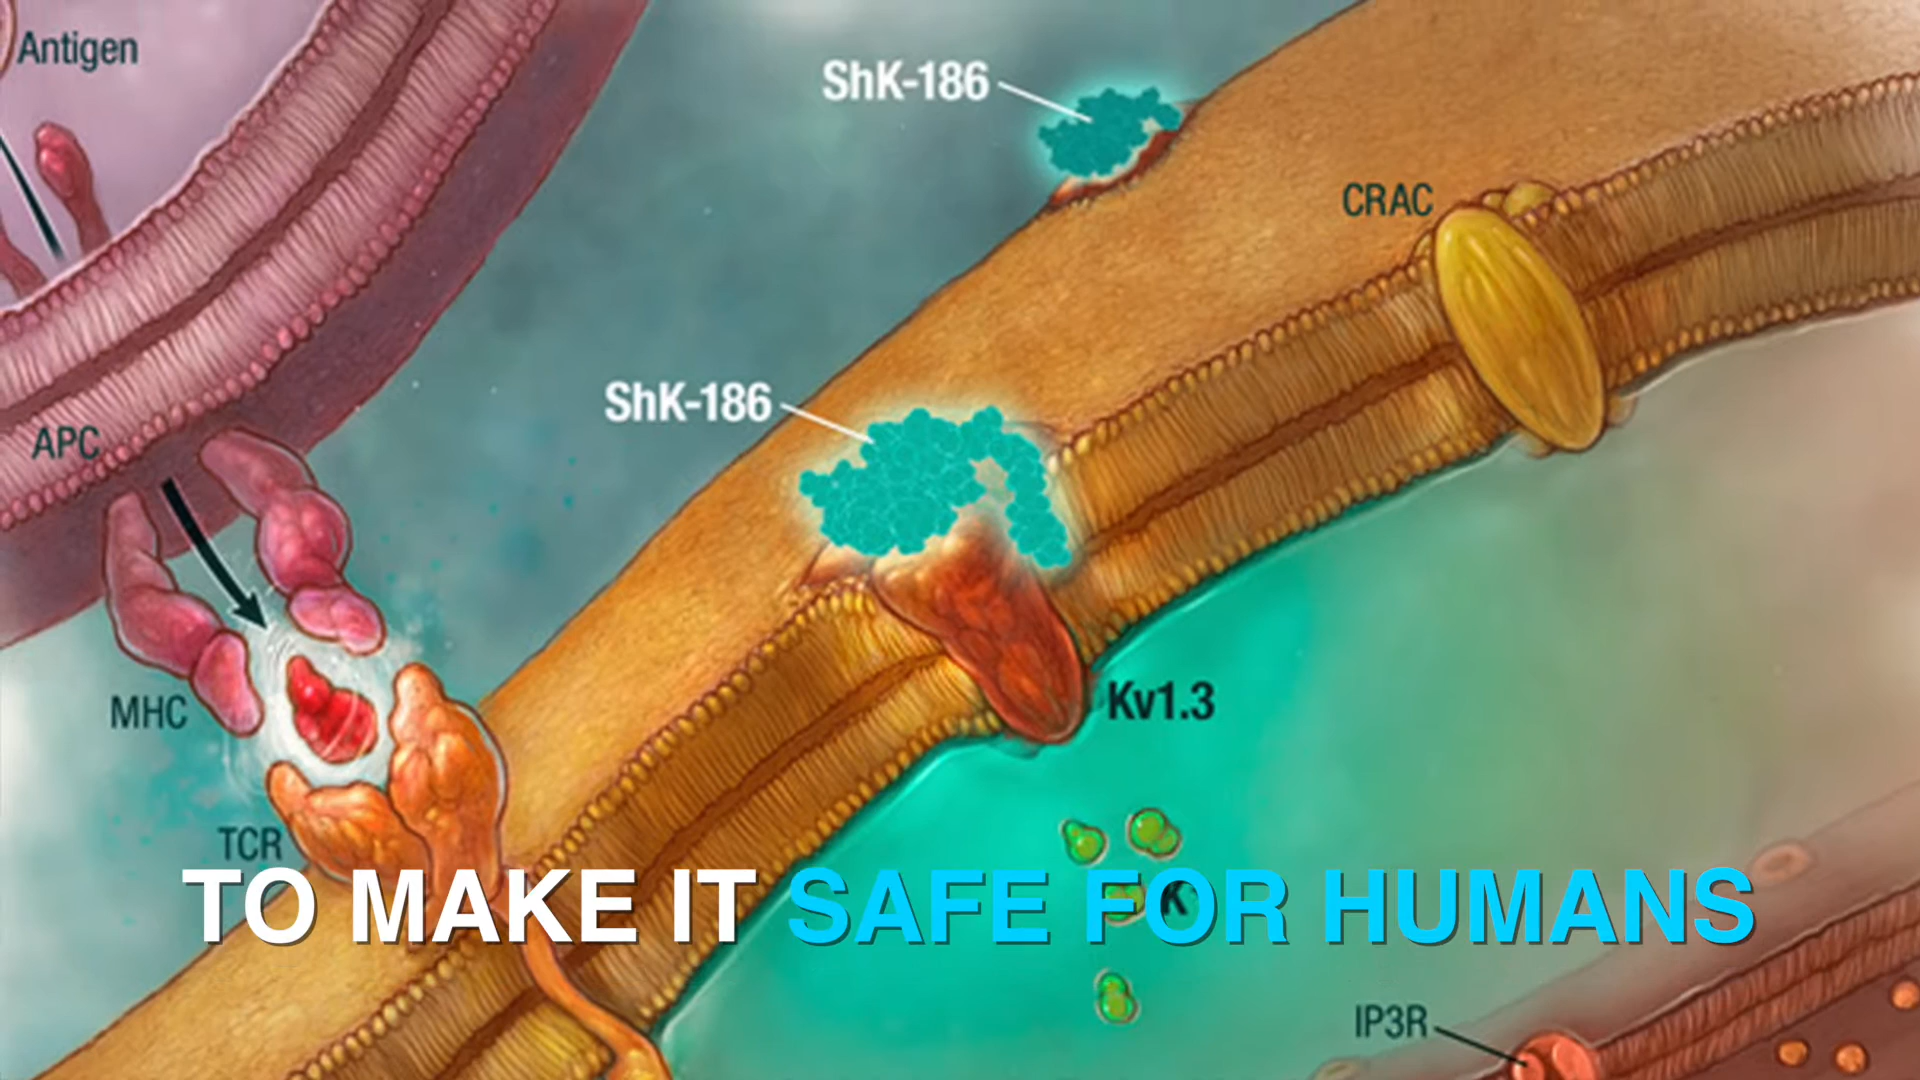 Antigen
ShK-186
CRAC
ShK-186
APC
Kv1.3
MHC
TCR
TO MAKE IT SAFE FOR HUMANS
K
IP3R